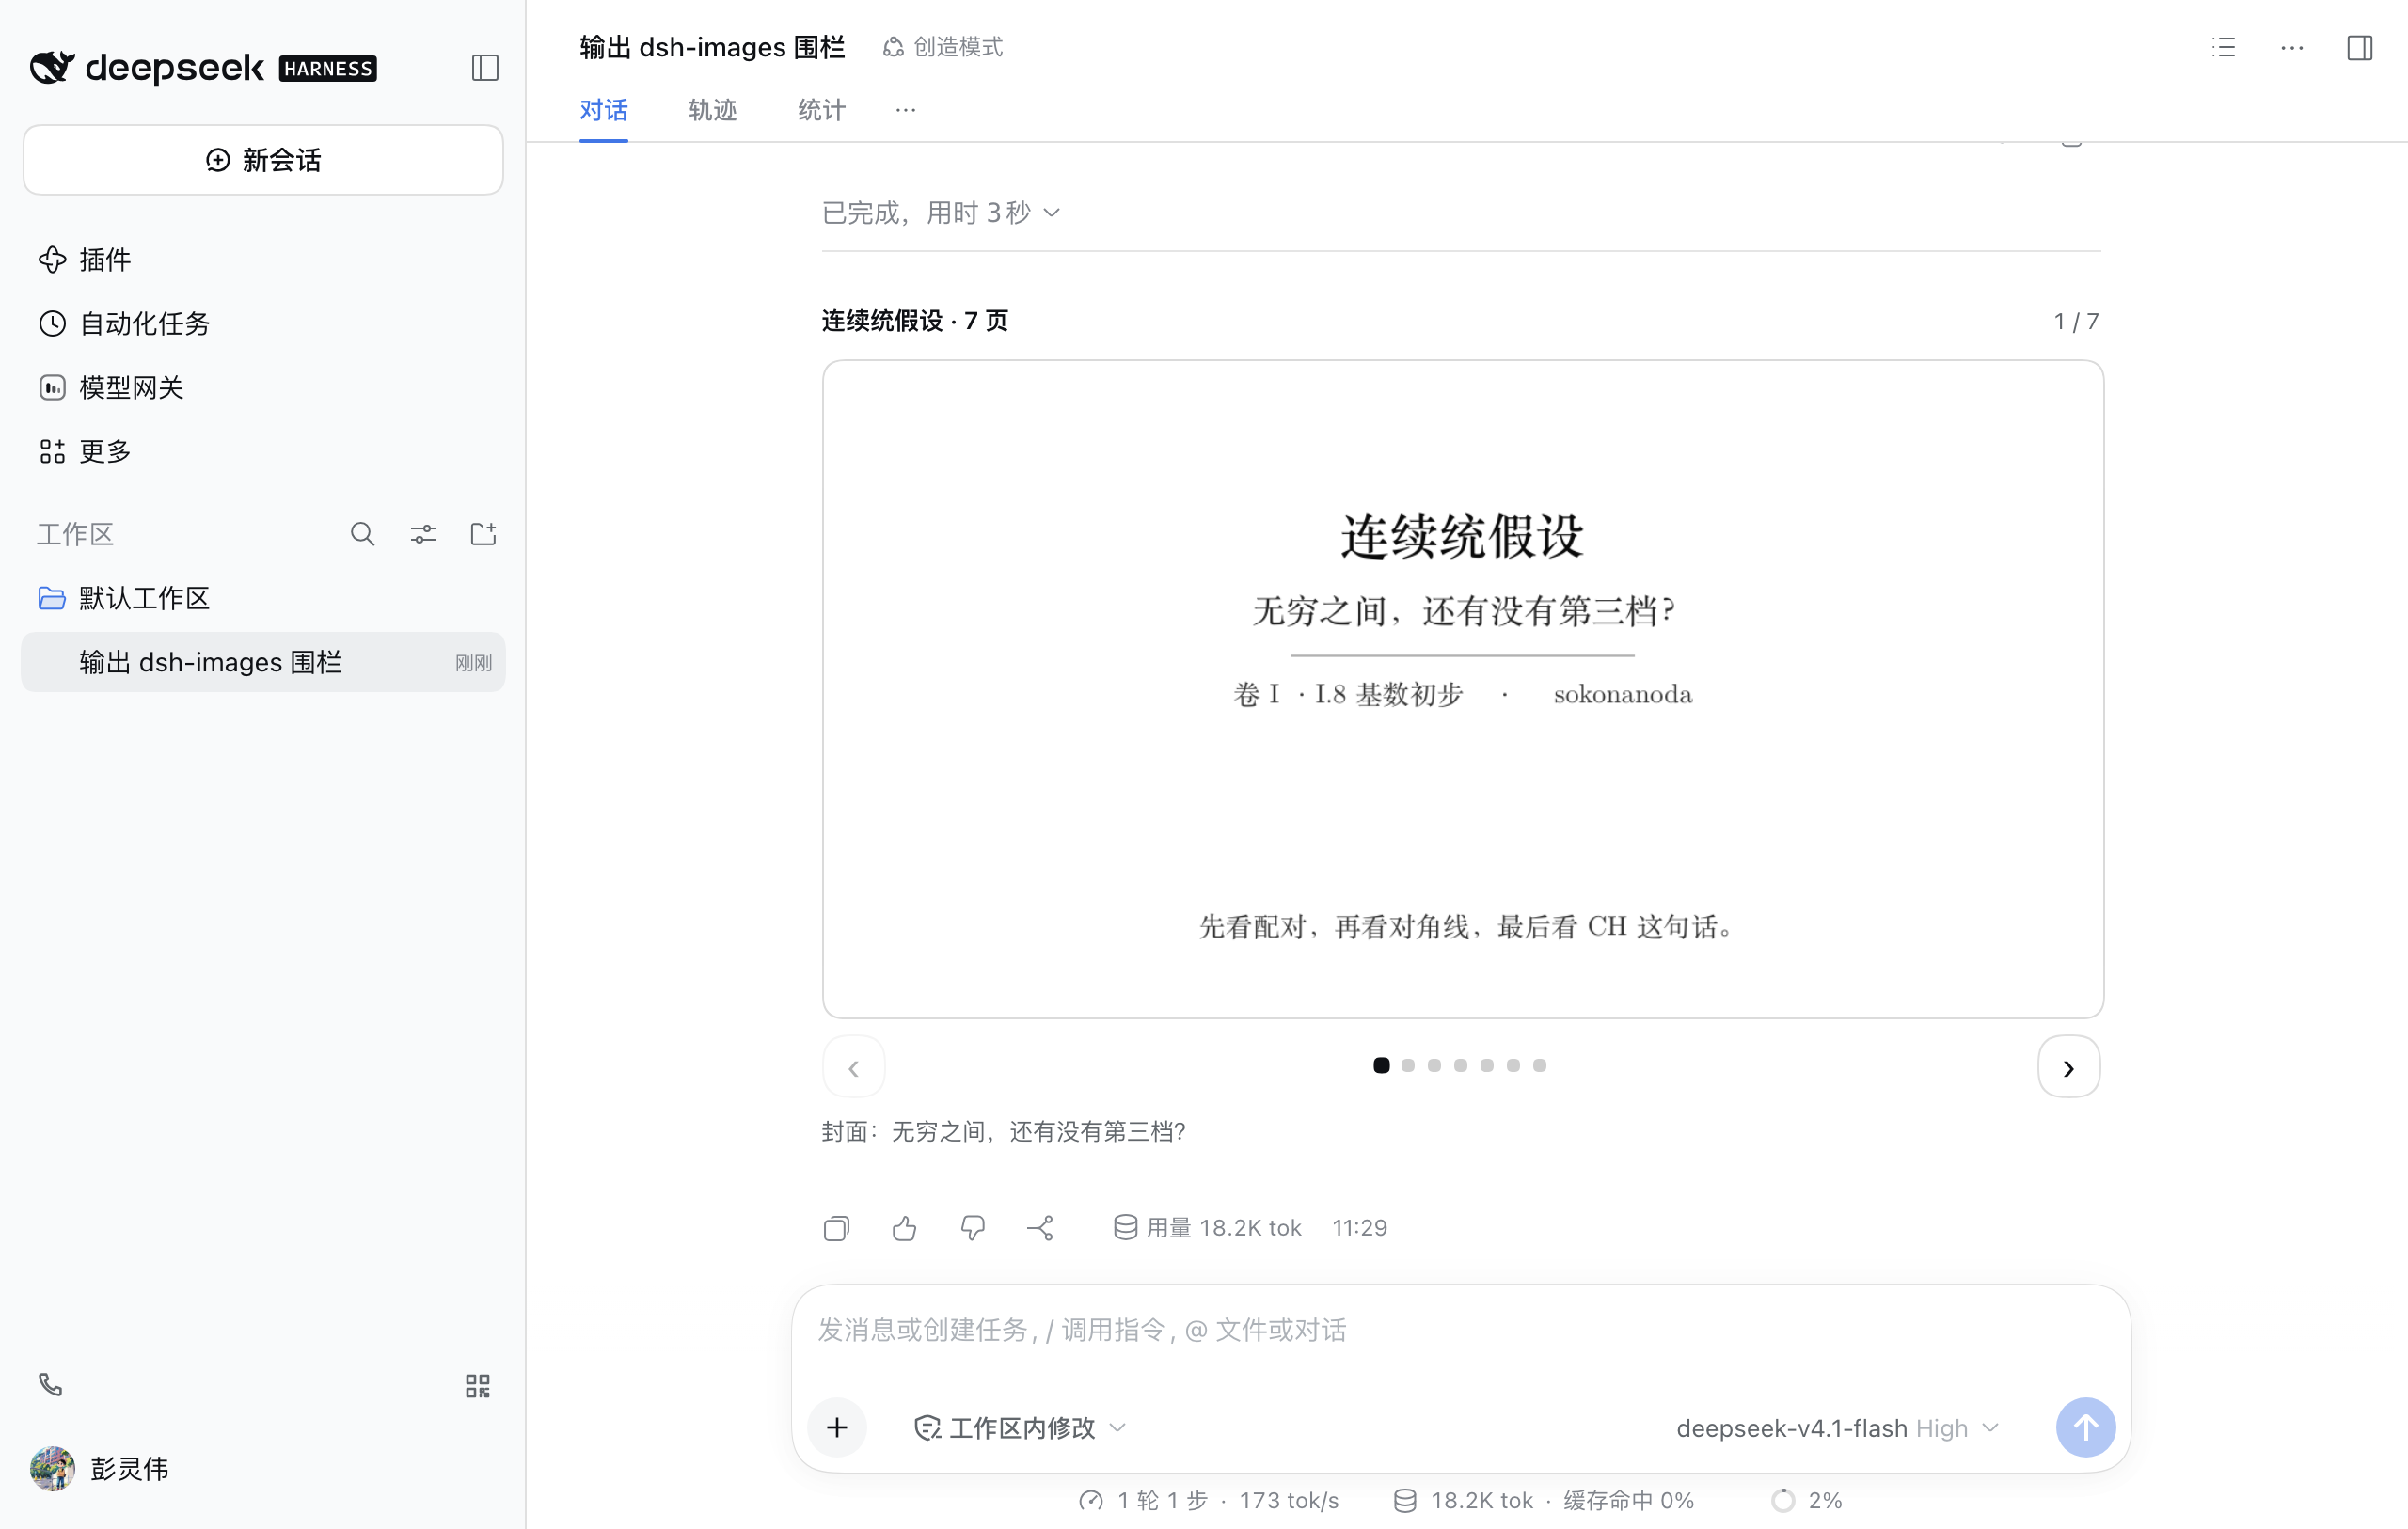 deepseek HARNESS
新会话
插件
自动化任务
模型网关
更多
工作区
默认工作区
输出 dsh-images 围栏 刚刚
彭灵伟
输出 dsh-images 围栏 创造模式
对话 轨迹 统计 ···
已完成，用时 3 秒
连续统假设 · 7 页 1 / 7
连续统假设
无穷之间，还有没有第三档？
卷 I · I.8 基数初步 · sokonanoda
先看配对，再看对角线，最后看 CH 这句话。
封面：无穷之间，还有没有第三档？
用量 18.2K tok 11:29
发消息或创建任务, / 调用指令, @ 文件或对话
工作区内修改 deepseek-v4.1-flash High
1 轮 1 步 · 173 tok/s 18.2K tok · 缓存命中 0% 2%